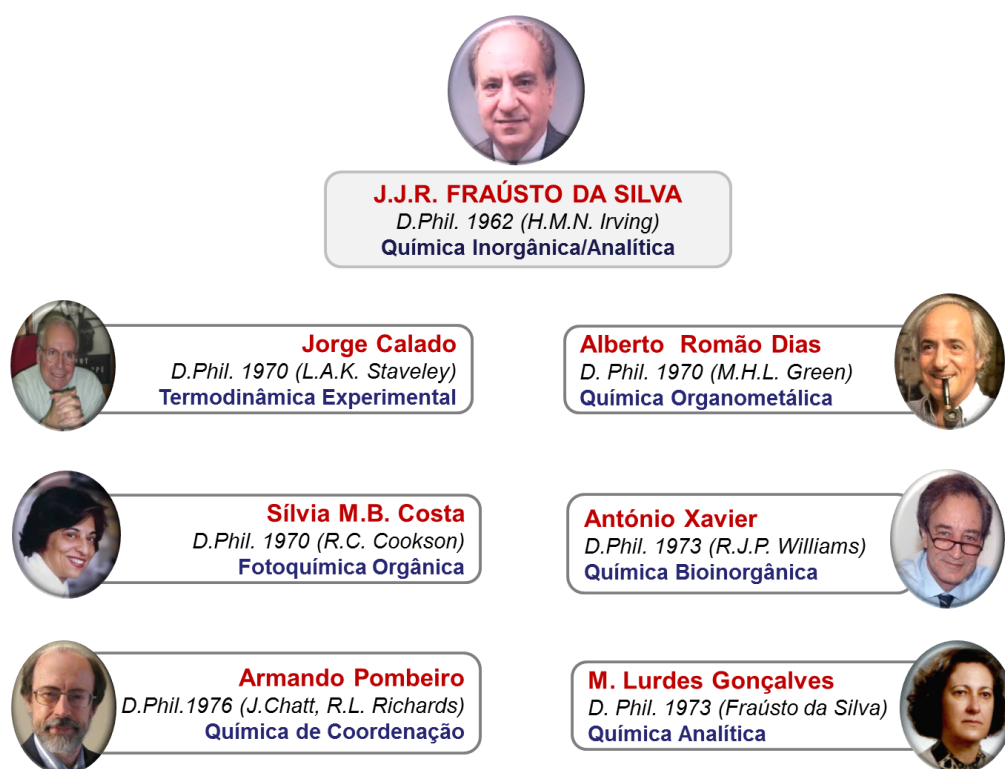 J.J.R. FRAÚSTO DA SILVA
D.Phil. 1962 (H.M.N. Irving)
Química Inorgânica/Analítica
Jorge Calado
D.Phil. 1970 (L.A.K. Staveley)
Termodinâmica Experimental
Alberto Romão Dias
D. Phil. 1970 (M.H.L. Green)
Química Organometálica
Sílvia M.B. Costa
D.Phil. 1970 (R.C. Cookson)
Fotoquímica Orgânica
António Xavier
D.Phil. 1973 (R.J.P. Williams)
Química Bioinorgânica
Armando Pombeiro
D.Phil.1976 (J.Chatt, R.L. Richards)
Química de Coordenação
M. Lurdes Gonçalves
D. Phil. 1973 (Fraústo da Silva)
Química Analítica